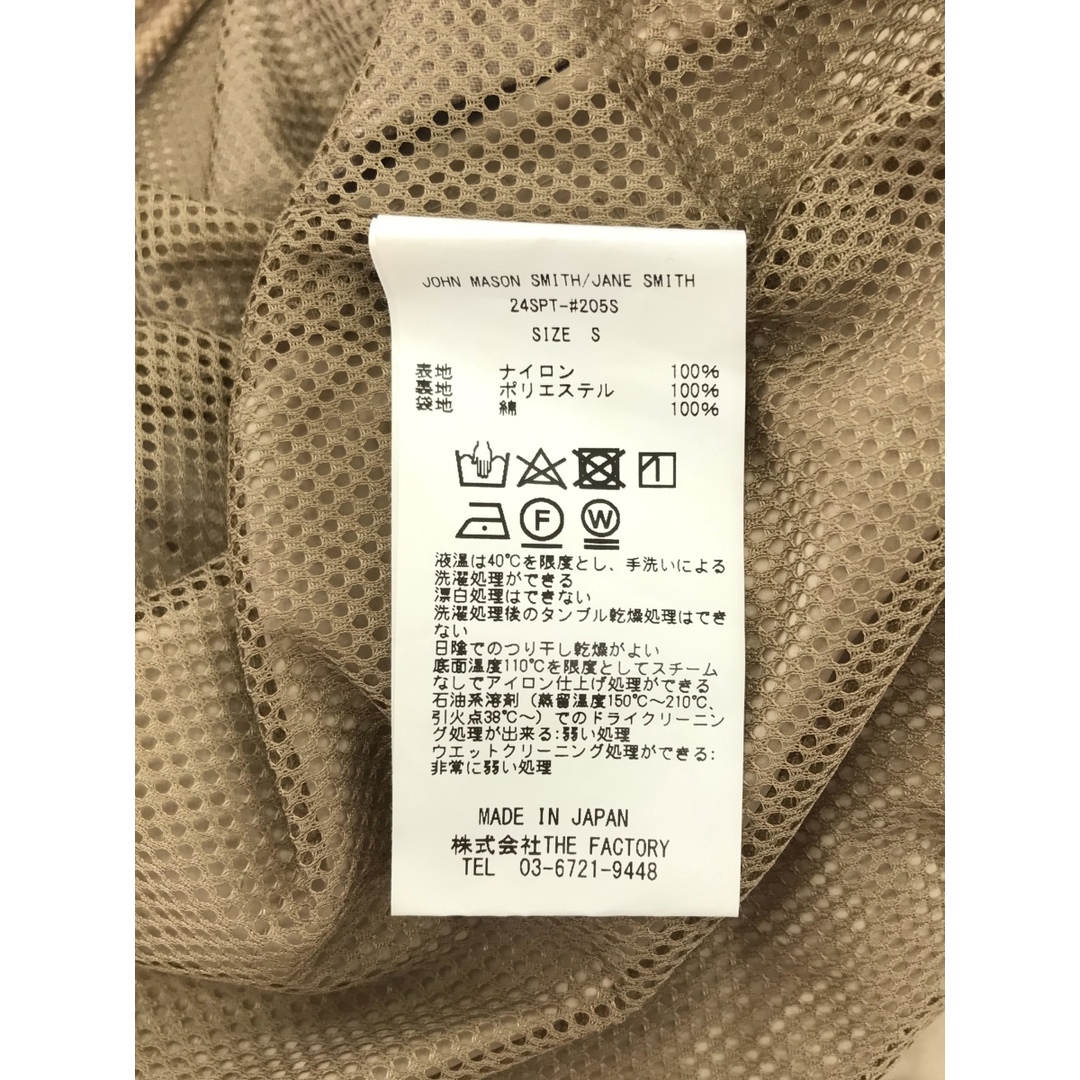 JOHN MASON SMITH/JANE SMITH
24SPT-#205S
SIZE S
表地 ナイロン 100%
裏地 ポリエステル 100%
袋地 綿 100%
1
F W
液温は40℃を限度とし、手洗いによる
洗濯処理ができる
漂白処理はできない
洗濯処理後のタンブル乾燥処理はでき
ない
日陰でのつり干し乾燥がよい
底面温度110℃を限度としてスチーム
なしでアイロン仕上げ処理ができる
石油系溶剤（蒸留温度150℃～210℃、
引火点38℃～）でのドライクリーニン
グ処理が出来る:弱い処理
ウエットクリーニング処理ができる:
非常に弱い処理
MADE IN JAPAN
株式会社THE FACTORY
TEL 03-6721-9448